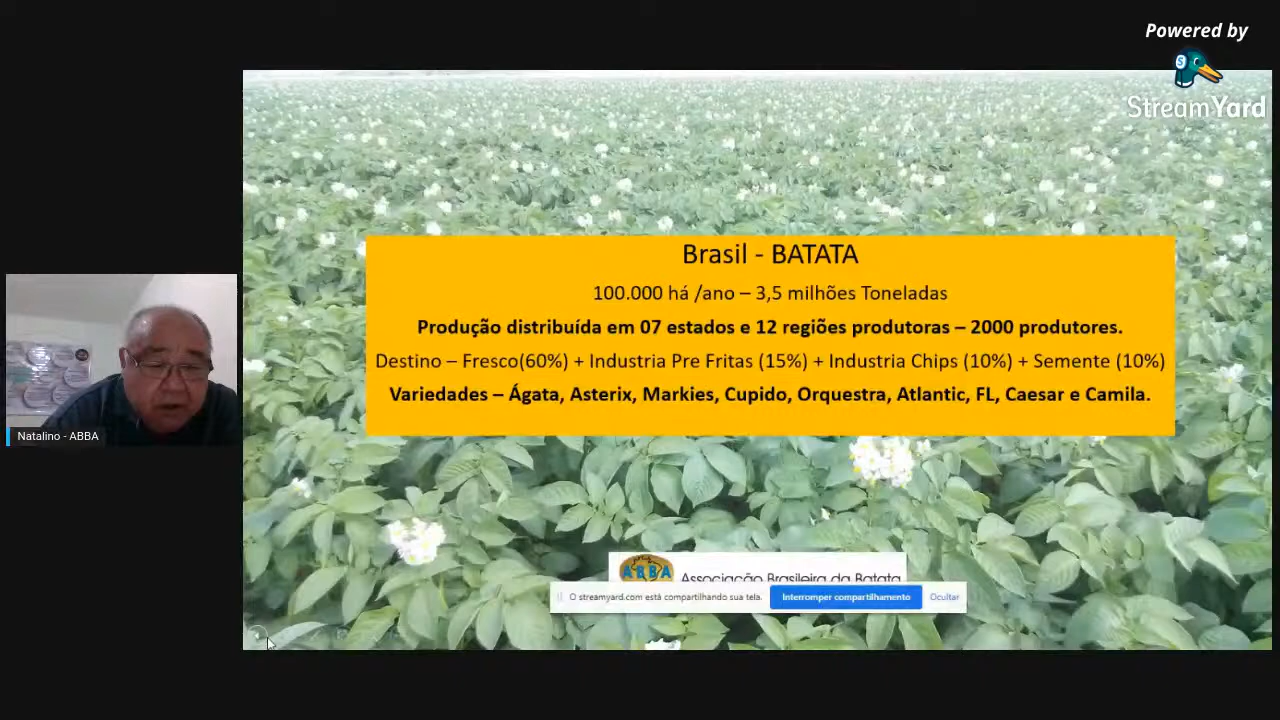 Powered by
StreamYard
Brasil - BATATA
100.000 há /ano – 3,5 milhões Toneladas
Produção distribuída em 07 estados e 12 regiões produtoras – 2000 produtores.
Destino – Fresco(60%) + Industria Pre Fritas (15%) + Industria Chips (10%) + Semente (10%)
Variedades – Ágata, Asterix, Markies, Cupido, Orquestra, Atlantic, FL, Caesar e Camila.
Natalino - ABBA
ABBA Associação Brasileira da Batata
O streamyard.com está compartilhando sua tela. Interromper compartilhamento Ocultar